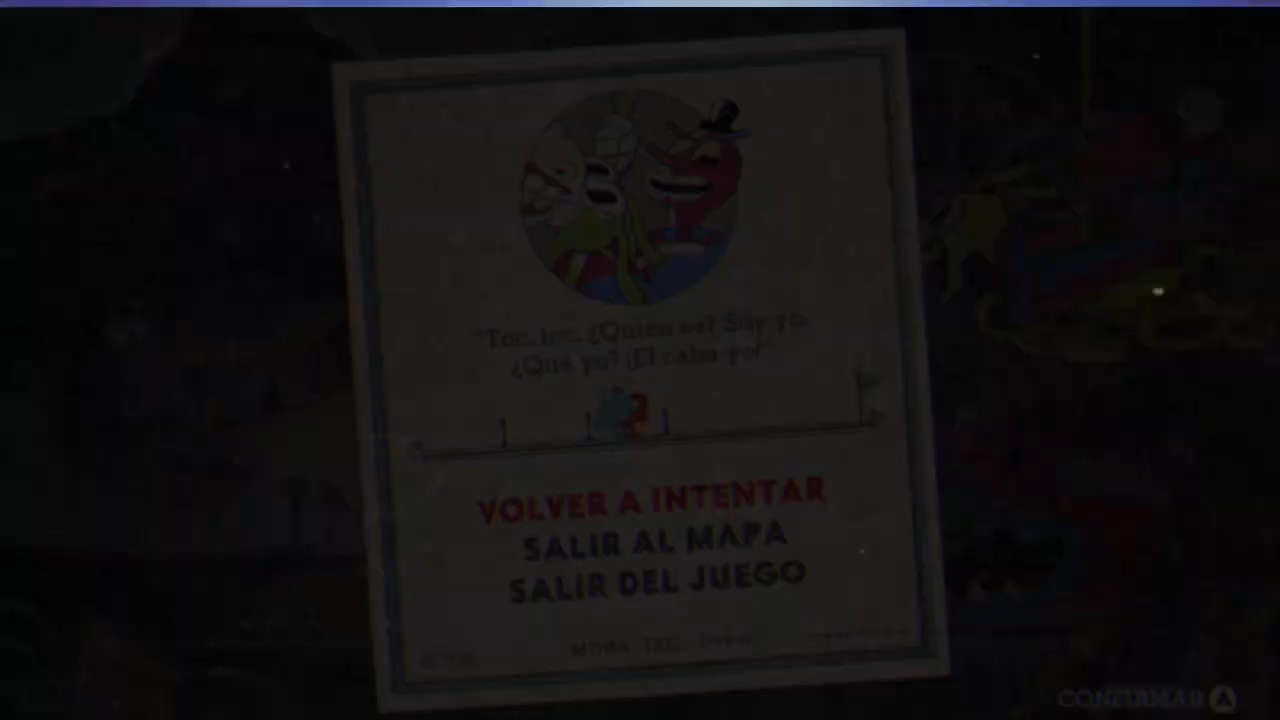 "Toc, toc. ¿Quién es? Soy yo.
¿Qué yo? ¡El caba-yo!"
VOLVER A INTENTAR
SALIR AL MAPA
SALIR DEL JUEGO
CONFIRMAR